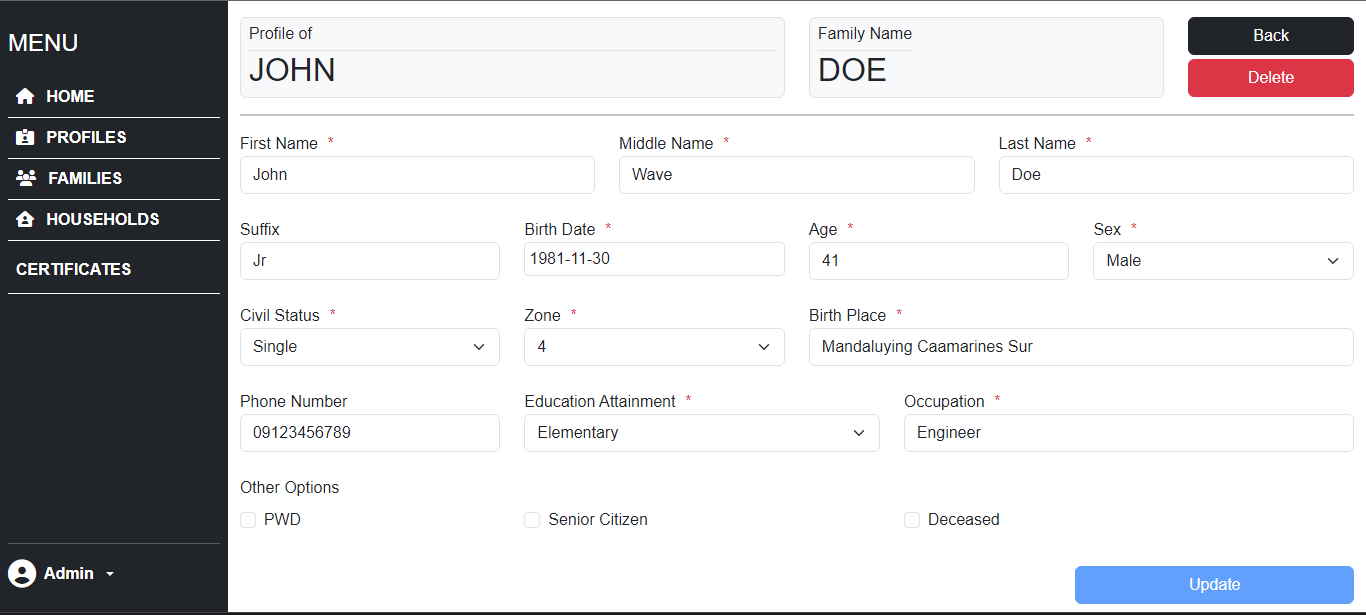 MENU
HOME
PROFILES
FAMILIES
HOUSEHOLDS
CERTIFICATES
Admin
Profile of
JOHN
Family Name
DOE
Back
Delete
First Name * Middle Name * Last Name *
John Wave Doe
Suffix Birth Date * Age * Sex *
Jr 1981-11-30 41 Male
Civil Status * Zone * Birth Place *
Single 4 Mandaluying Caamarines Sur
Phone Number Education Attainment * Occupation *
09123456789 Elementary Engineer
Other Options
PWD Senior Citizen Deceased
Update